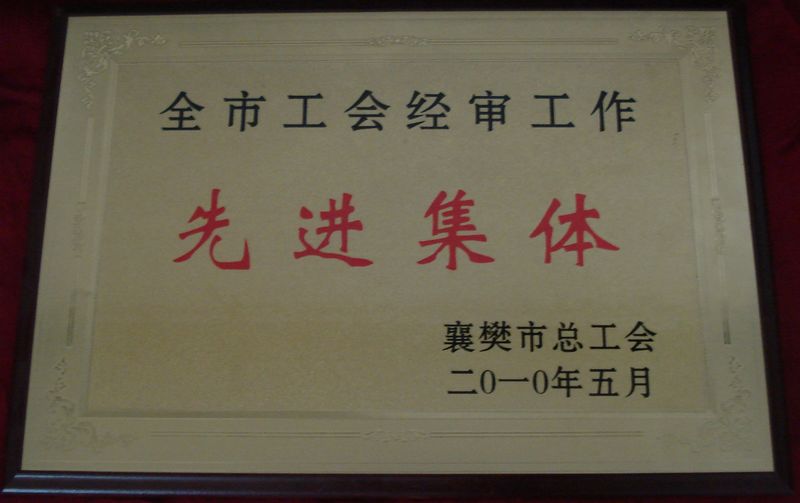 全市工会经审工作
先进集体
襄樊市总工会
二0一0年五月